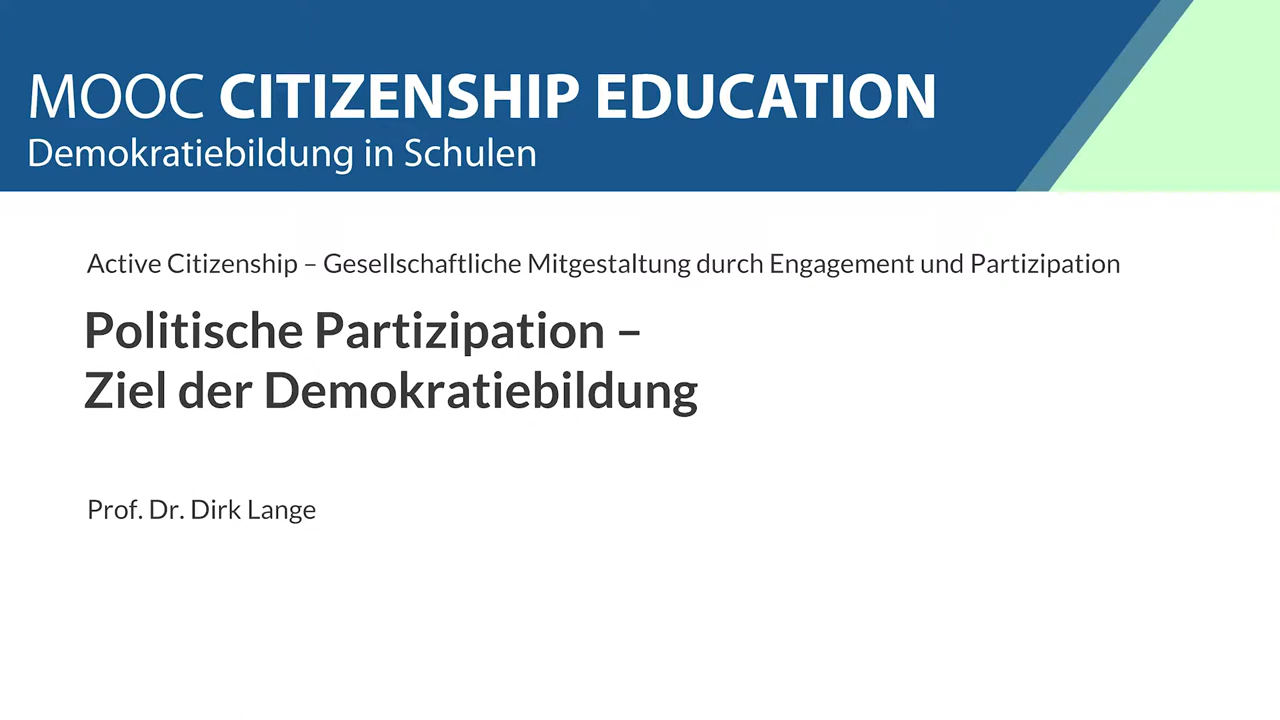 MOOC CITIZENSHIP EDUCATION
Demokratiebildung in Schulen
Active Citizenship – Gesellschaftliche Mitgestaltung durch Engagement und Partizipation
Politische Partizipation –
Ziel der Demokratiebildung
Prof. Dr. Dirk Lange